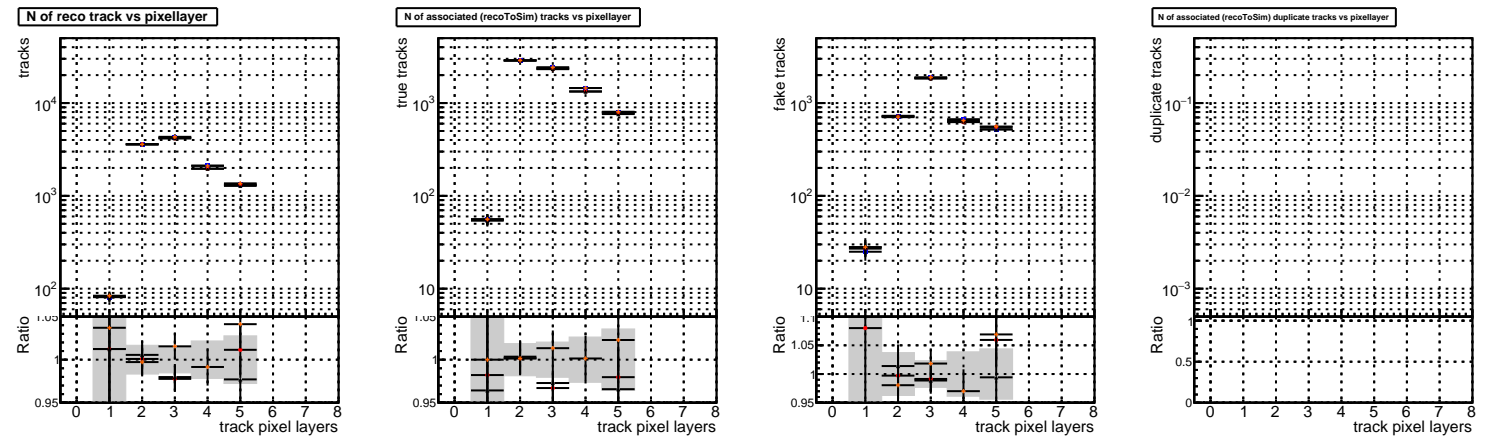 N of reco track vs pixellayer
tracks
10^4
10^3
10^2
Ratio
1.05
1
0.95
0 1 2 3 4 5 6 7 8
track pixel layers
N of associated (recoToSim) tracks vs pixellayer
true tracks
10^3
10^2
10
Ratio
1.05
1
0.95
0 1 2 3 4 5 6 7 8
track pixel layers
fake tracks
10^3
10^2
10
Ratio
1.1
1.05
1
0.95
0 1 2 3 4 5 6 7 8
track pixel layers
N of associated (recoToSim) duplicate tracks vs pixellayer
duplicate tracks
10^−1
10^−2
10^−3
Ratio
1
0.5
0
0 1 2 3 4 5 6 7 8
track pixel layers